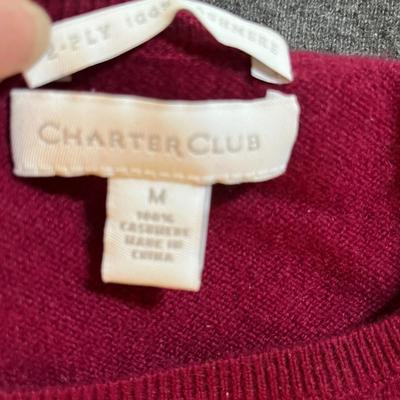 2-PLY 100% CASHMERE
CHARTER CLUB
M
100%
CASHMERE
MADE IN
CHINA